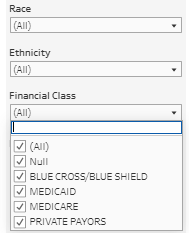 Race
(All)
Ethnicity
(All)
Financial Class
(All)
(All)
Null
BLUE CROSS/BLUE SHIELD
MEDICAID
MEDICARE
PRIVATE PAYORS